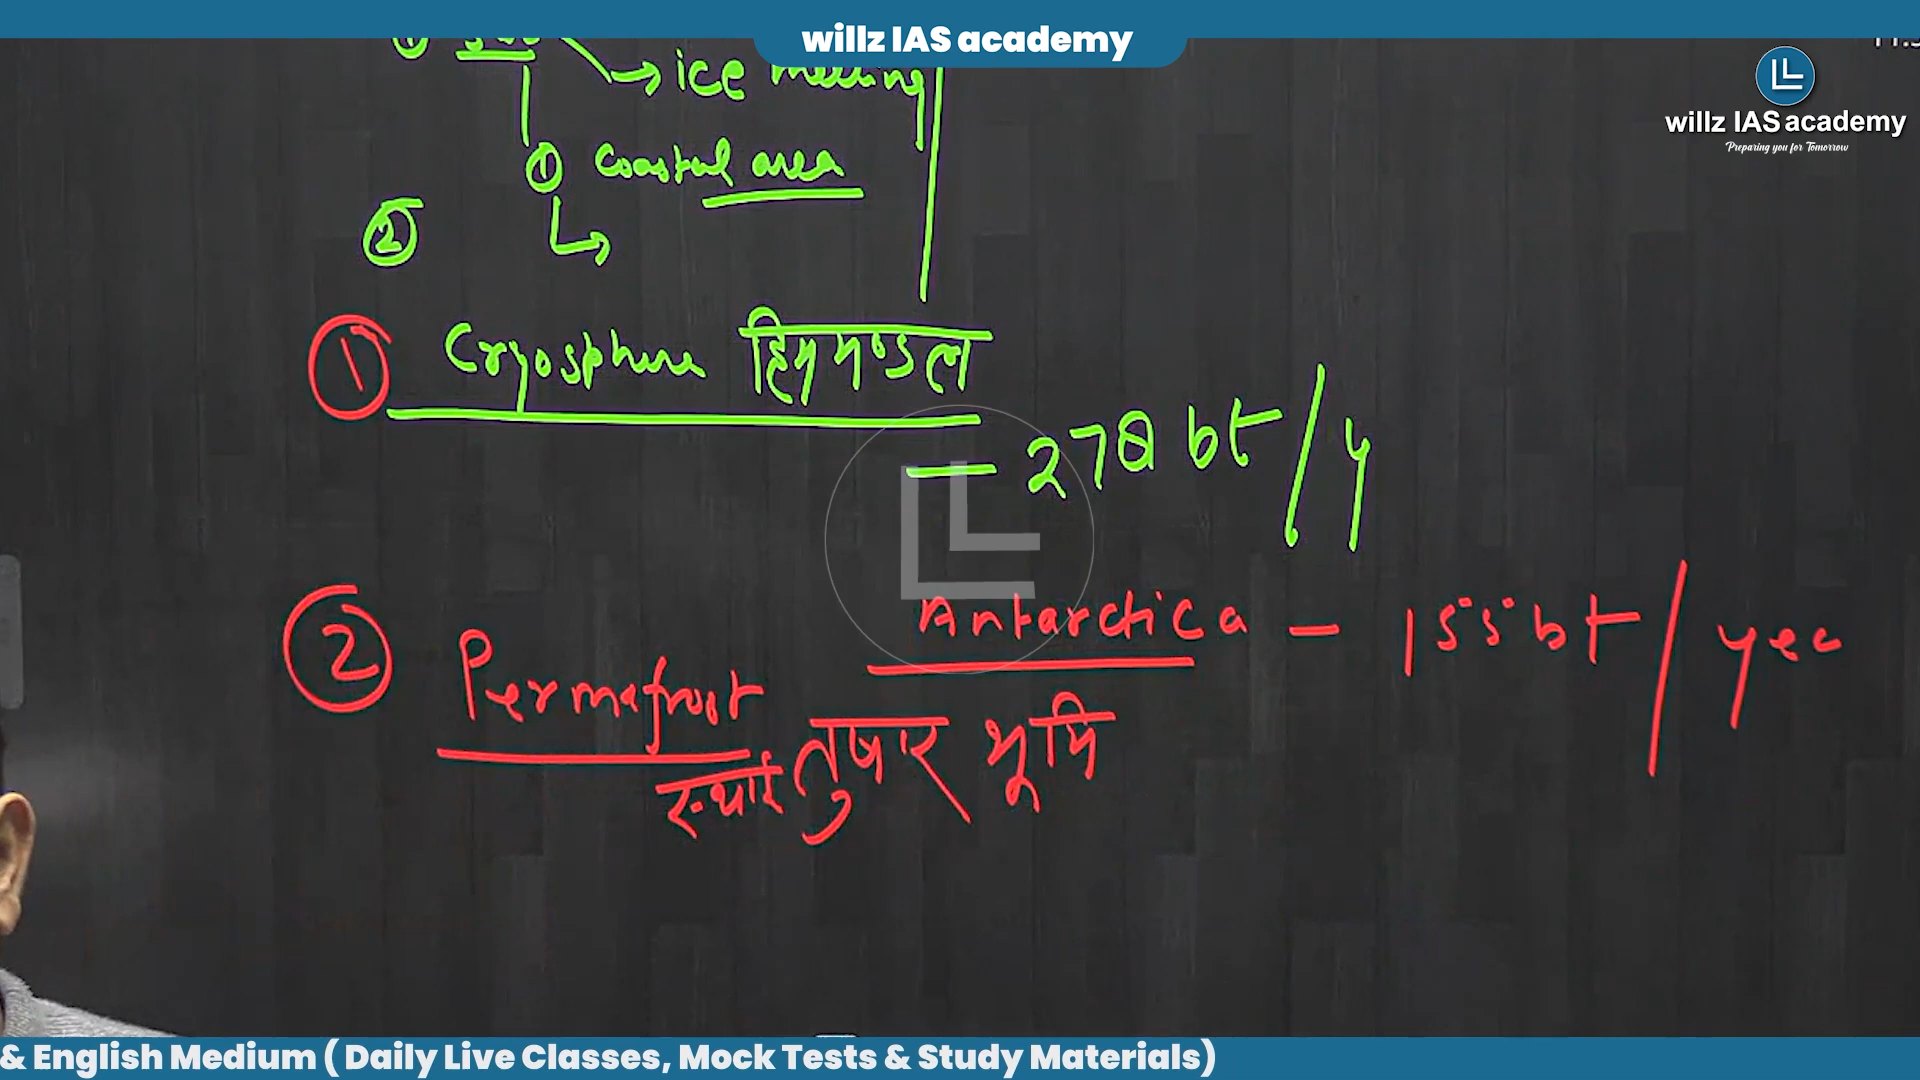 willz IAS academy
willz IAS academy
Preparing you for Tomorrow
→ ice melting
① Coastal area
②
① Cryosphere हिममण्डल
= 278 bt/y
Antarctica - 155 bt/yea
② Permafrost
स्थाई तुषार भूमि
& English Medium ( Daily Live Classes, Mock Tests & Study Materials)